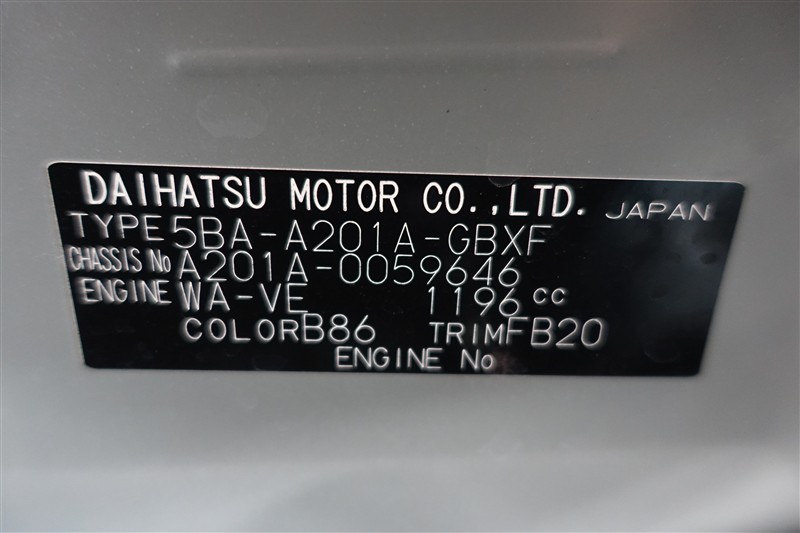 DAIHATSU MOTOR CO.,LTD. JAPAN
TYPE 5BA-A201A-GBXF
CHASSIS No A201A-0059646
ENGINE WA-VE 1196 cc
COLOR B86 TRIM FB20
ENGINE No